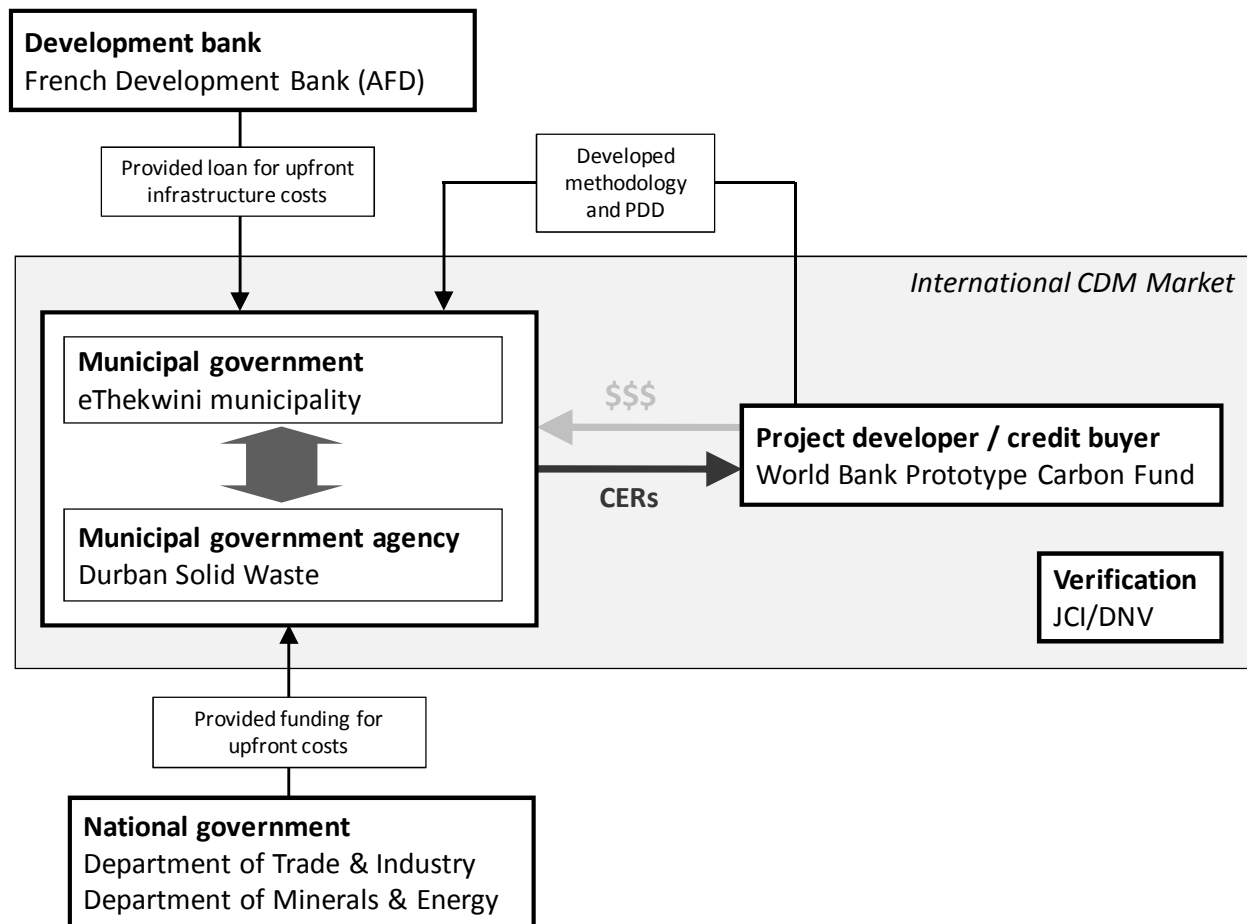 Development bank
French Development Bank (AFD)
Provided loan for upfront
infrastructure costs
Developed
methodology
and PDD
International CDM Market
Municipal government
eThekwini municipality
$$$
Project developer / credit buyer
World Bank Prototype Carbon Fund
CERs
Municipal government agency
Durban Solid Waste
Verification
JCI/DNV
Provided funding for
upfront costs
National government
Department of Trade & Industry
Department of Minerals & Energy